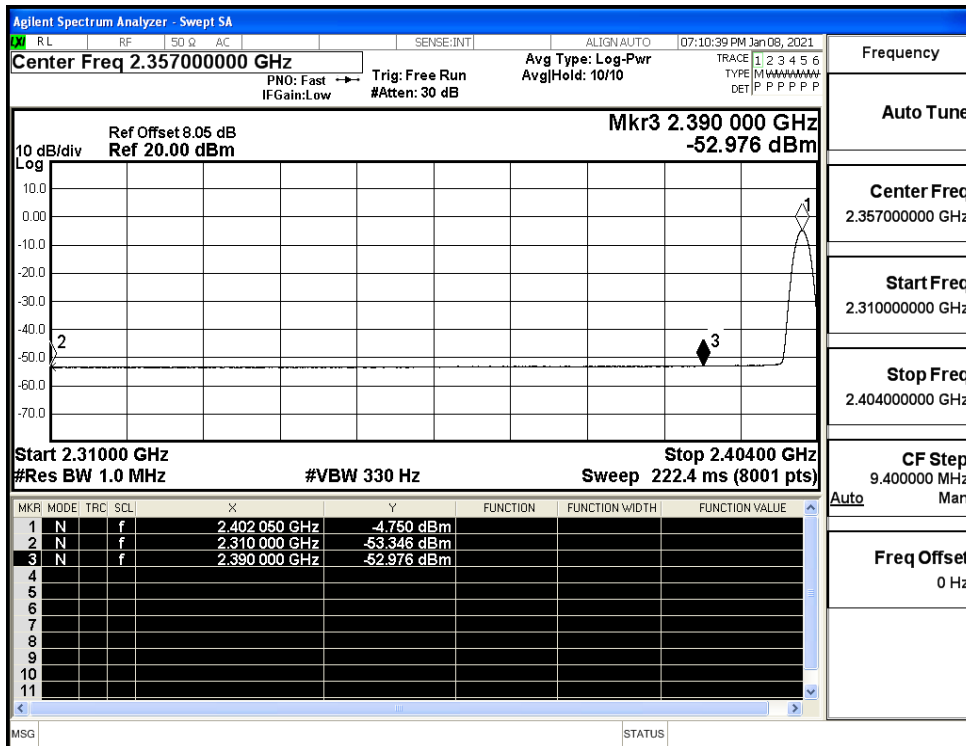 Agilent Spectrum Analyzer - Swept SA
LXI RL RF 50 Ω AC SENSE:INT ALIGN AUTO 07:10:39 PM Jan 08, 2021
Center Freq 2.357000000 GHz
PNO: Fast
IFGain:Low
Trig: Free Run
#Atten: 30 dB
Avg Type: Log-Pwr
Avg|Hold: 10/10
TRACE 1 2 3 4 5 6
TYPE M WWWWW
DET P P P P P P
Ref Offset 8.05 dB
Ref 20.00 dBm
10 dB/div
Log
Mkr3 2.390 000 GHz
-52.976 dBm
10.0
0.00
-10.0
-20.0
-30.0
-40.0
-50.0
-60.0
-70.0
1
2
3
Start 2.31000 GHz Stop 2.40400 GHz
#Res BW 1.0 MHz #VBW 330 Hz Sweep 222.4 ms (8001 pts)
MKR MODE TRC SCL X Y FUNCTION FUNCTION WIDTH FUNCTION VALUE
1 N f 2.402 050 GHz -4.750 dBm
2 N f 2.310 000 GHz -53.346 dBm
3 N f 2.390 000 GHz -52.976 dBm
4
5
6
7
8
9
10
11
MSG STATUS
Frequency
Auto Tune
Center Freq
2.357000000 GHz
Start Freq
2.310000000 GHz
Stop Freq
2.404000000 GHz
CF Step
9.400000 MHz
Auto Man
Freq Offset
0 Hz